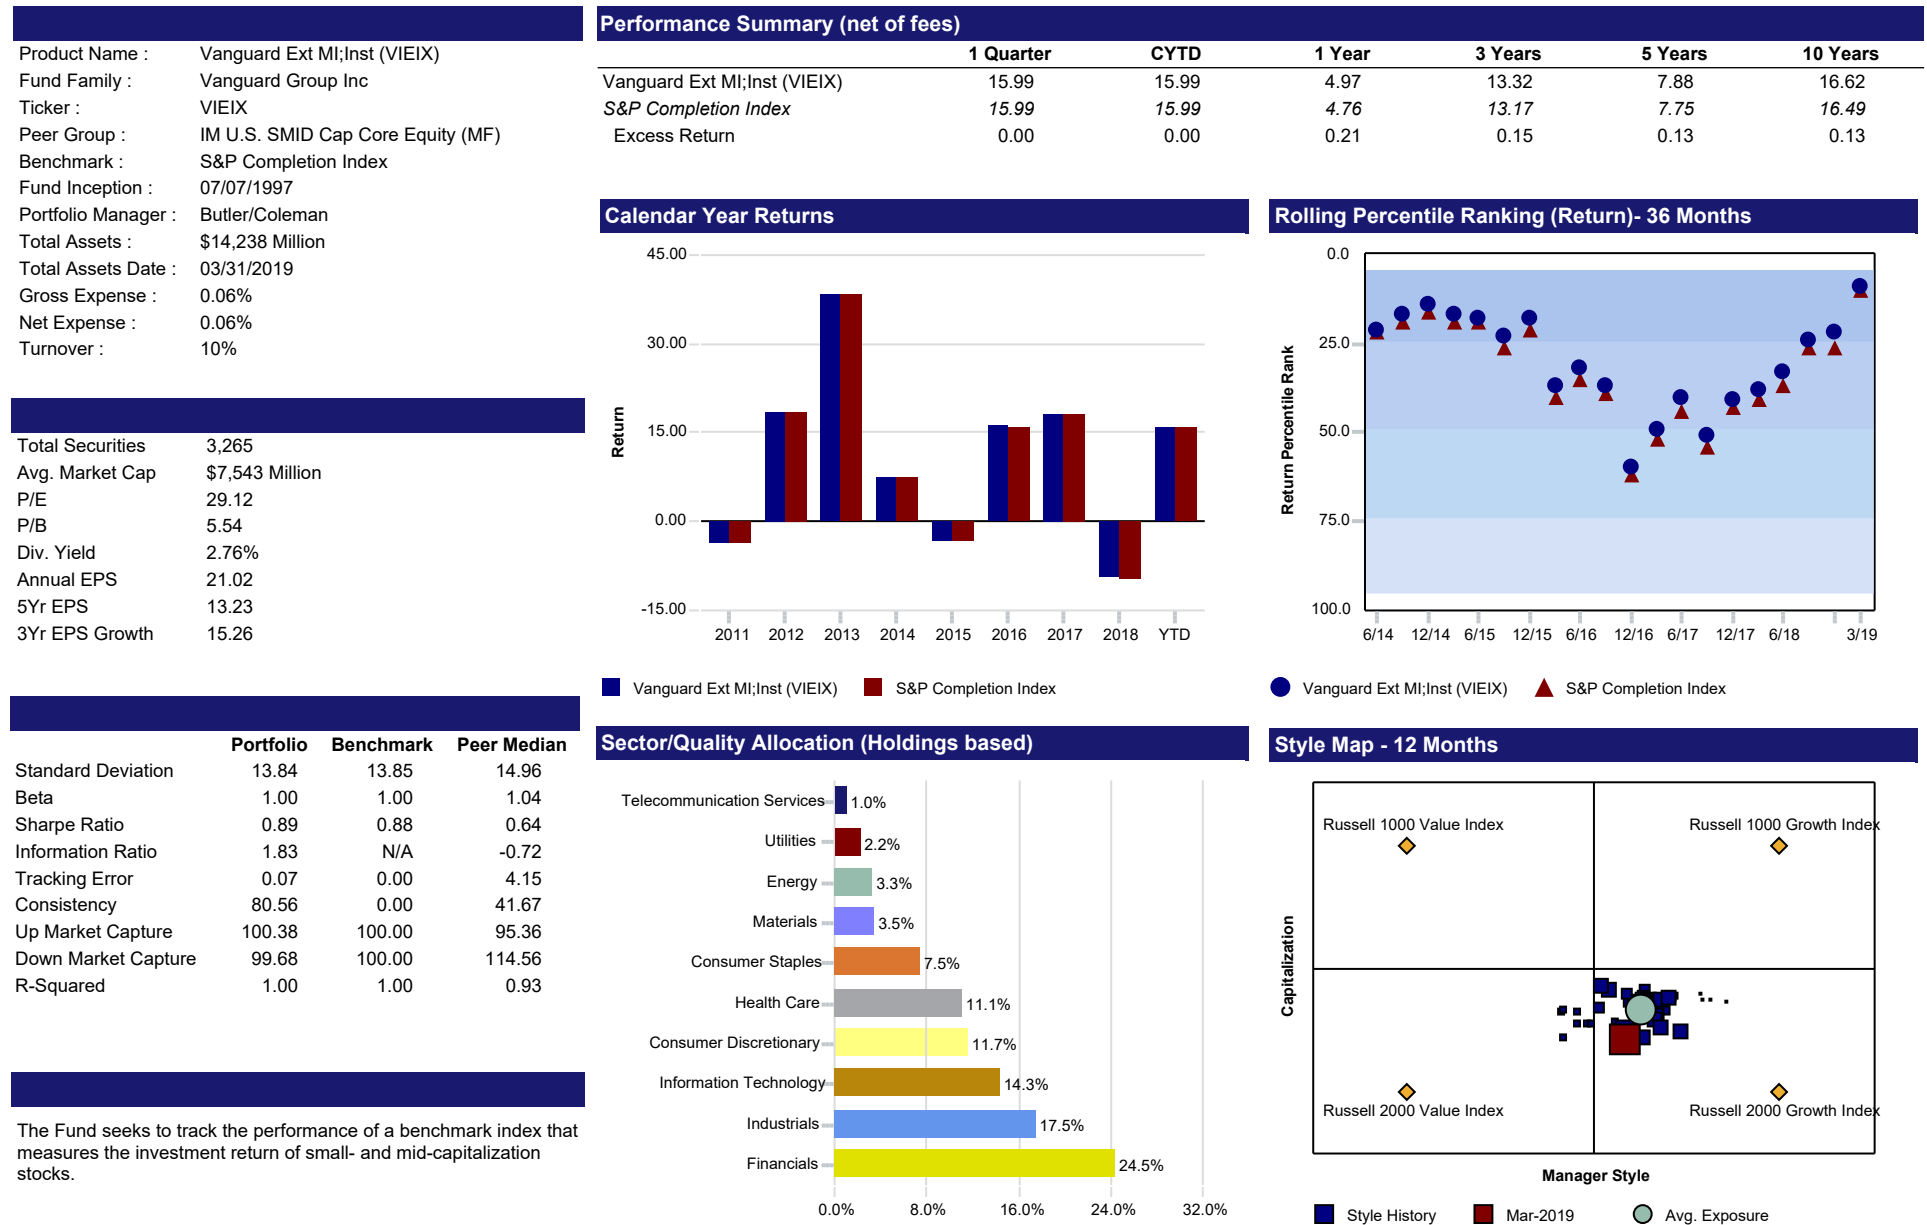 Product Name : Vanguard Ext MI;Inst (VIEIX)
Fund Family : Vanguard Group Inc
Ticker : VIEIX
Peer Group : IM U.S. SMID Cap Core Equity (MF)
Benchmark : S&P Completion Index
Fund Inception : 07/07/1997
Portfolio Manager : Butler/Coleman
Total Assets : $14,238 Million
Total Assets Date : 03/31/2019
Gross Expense : 0.06%
Net Expense : 0.06%
Turnover : 10%
Total Securities 3,265
Avg. Market Cap $7,543 Million
P/E 29.12
P/B 5.54
Div. Yield 2.76%
Annual EPS 21.02
5Yr EPS 13.23
3Yr EPS Growth 15.26
Portfolio Benchmark Peer Median
Standard Deviation 13.84 13.85 14.96
Beta 1.00 1.00 1.04
Sharpe Ratio 0.89 0.88 0.64
Information Ratio 1.83 N/A -0.72
Tracking Error 0.07 0.00 4.15
Consistency 80.56 0.00 41.67
Up Market Capture 100.38 100.00 95.36
Down Market Capture 99.68 100.00 114.56
R-Squared 1.00 1.00 0.93
The Fund seeks to track the performance of a benchmark index that
measures the investment return of small- and mid-capitalization
stocks.
Performance Summary (net of fees)
1 Quarter CYTD 1 Year 3 Years 5 Years 10 Years
Vanguard Ext MI;Inst (VIEIX) 15.99 15.99 4.97 13.32 7.88 16.62
S&P Completion Index 15.99 15.99 4.76 13.17 7.75 16.49
Excess Return 0.00 0.00 0.21 0.15 0.13 0.13
Calendar Year Returns
45.00
30.00
15.00
0.00
-15.00
Return
2011 2012 2013 2014 2015 2016 2017 2018 YTD
Vanguard Ext MI;Inst (VIEIX) S&P Completion Index
Rolling Percentile Ranking (Return)- 36 Months
0.0
25.0
50.0
75.0
100.0
Return Percentile Rank
6/14 12/14 6/15 12/15 6/16 12/16 6/17 12/17 6/18 3/19
Vanguard Ext MI;Inst (VIEIX) S&P Completion Index
Sector/Quality Allocation (Holdings based)
Telecommunication Services 1.0%
Utilities 2.2%
Energy 3.3%
Materials 3.5%
Consumer Staples 7.5%
Health Care 11.1%
Consumer Discretionary 11.7%
Information Technology 14.3%
Industrials 17.5%
Financials 24.5%
0.0% 8.0% 16.0% 24.0% 32.0%
Style Map - 12 Months
Capitalization
Russell 1000 Value Index Russell 1000 Growth Index
Russell 2000 Value Index Russell 2000 Growth Index
Manager Style
Style History Mar-2019 Avg. Exposure